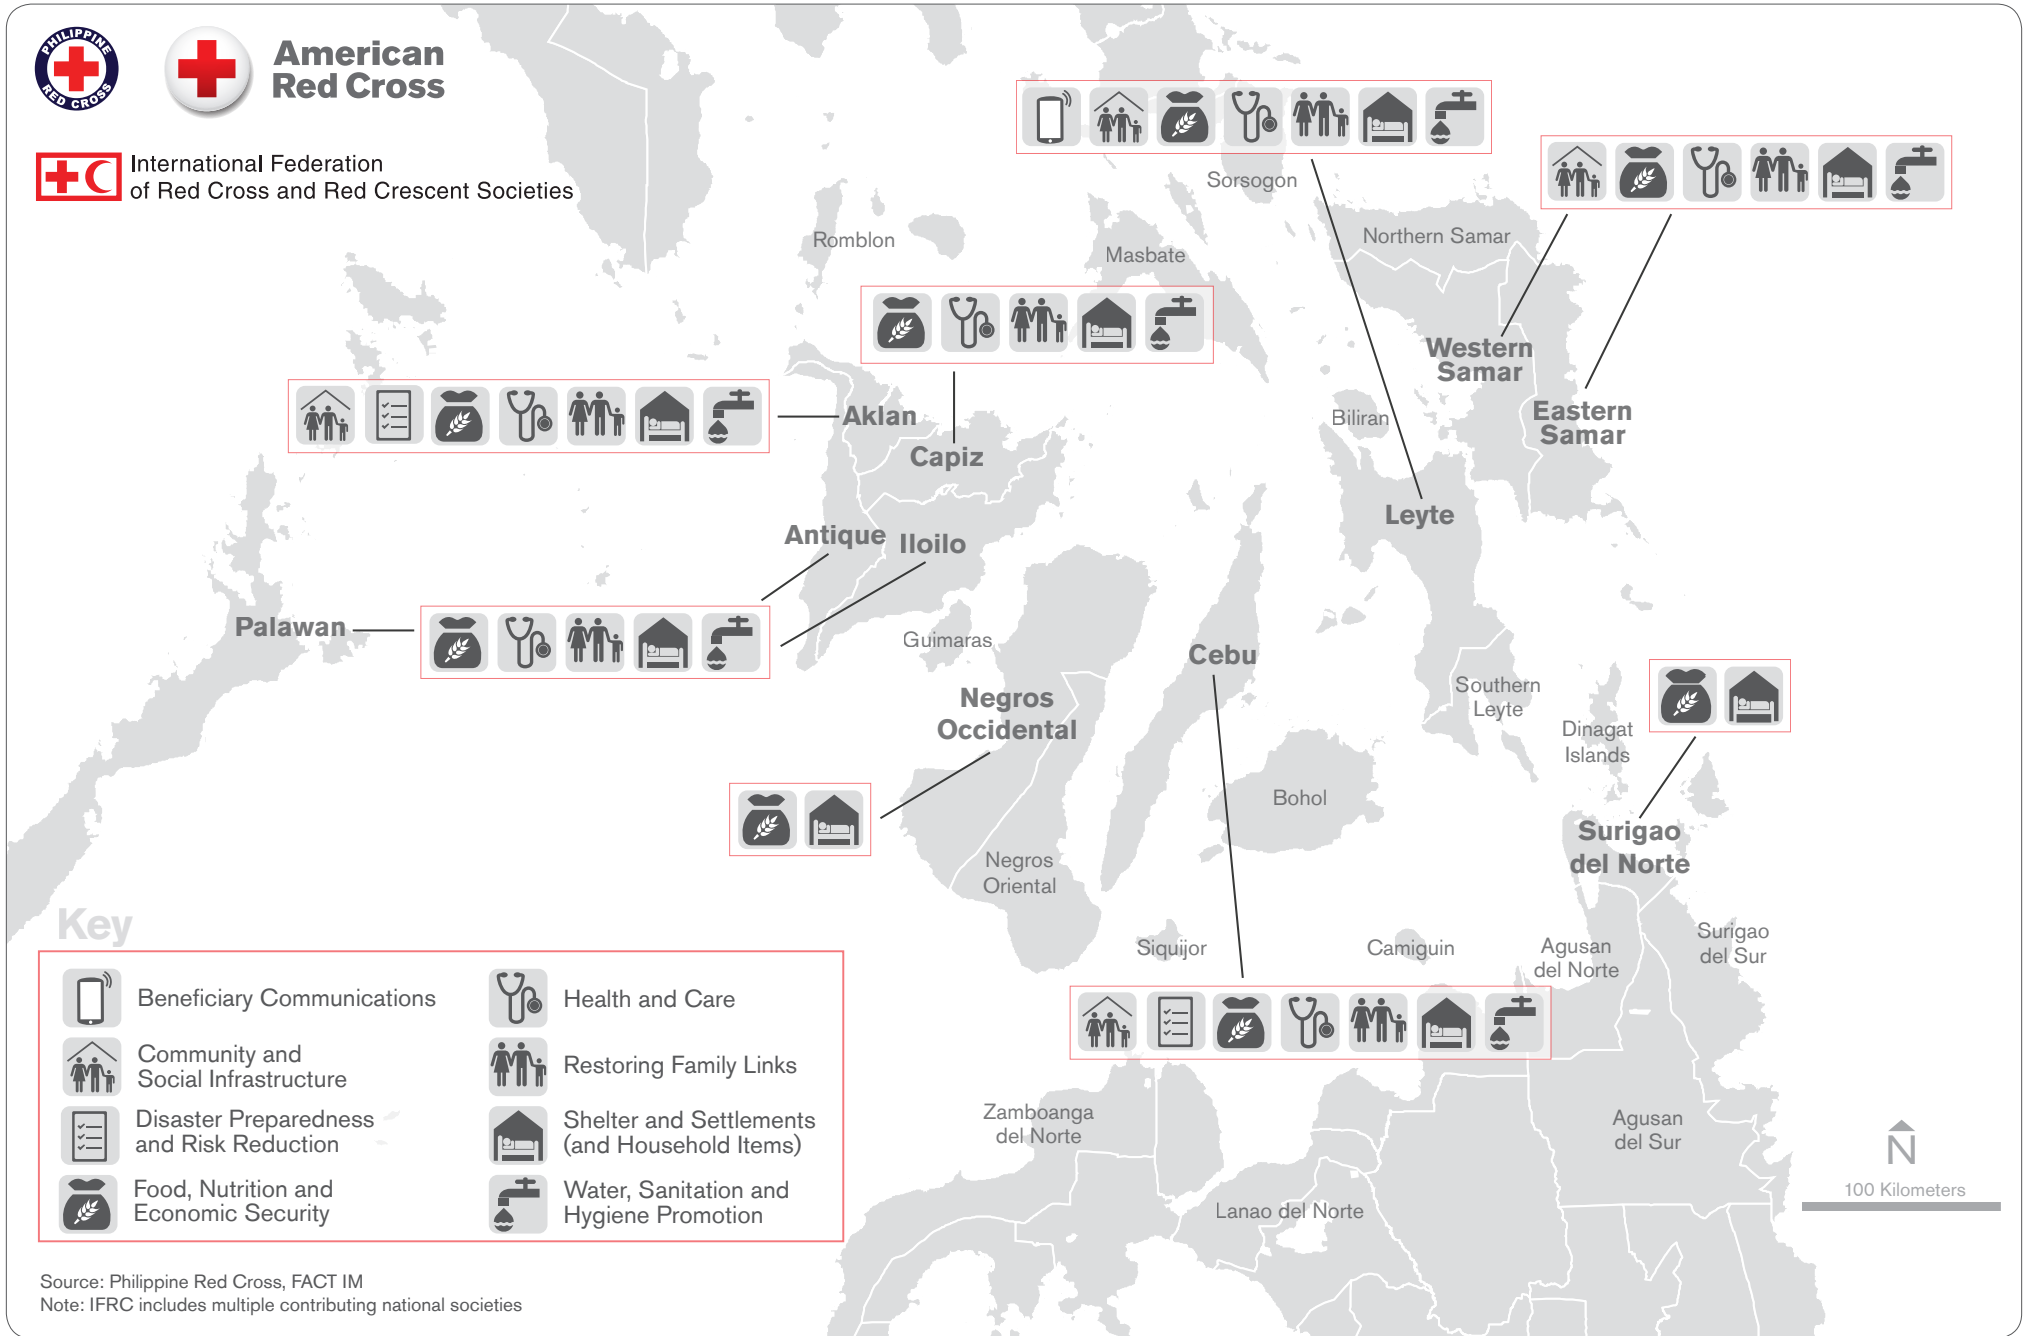 PHILIPPINE
RED CROSS
American
Red Cross
International Federation
of Red Cross and Red Crescent Societies
Sorsogon
Romblon
Masbate
Northern Samar
Western
Samar
Eastern
Samar
Biliran
Aklan
Capiz
Antique
Iloilo
Leyte
Palawan
Guimaras
Cebu
Negros
Occidental
Southern
Leyte
Dinagat
Islands
Bohol
Surigao
del Norte
Negros
Oriental
Siquijor
Camiguin
Agusan
del Norte
Surigao
del Sur
Zamboanga
del Norte
Agusan
del Sur
Lanao del Norte
N
100 Kilometers
Key
Beneficiary Communications
Community and
Social Infrastructure
Disaster Preparedness
and Risk Reduction
Food, Nutrition and
Economic Security
Health and Care
Restoring Family Links
Shelter and Settlements
(and Household Items)
Water, Sanitation and
Hygiene Promotion
Source: Philippine Red Cross, FACT IM
Note: IFRC includes multiple contributing national societies